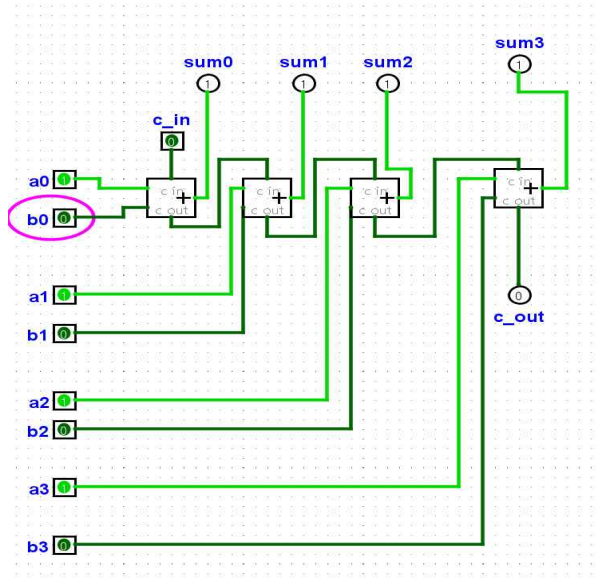 sum3
1
sum0 sum1 sum2
1 1 1
c_in
0
a0 1
b0 0
c in + c out
c in + c out
c in + c out
c in + c out
a1 1
b1 0
0
c_out
a2 1
b2 0
a3 1
b3 0